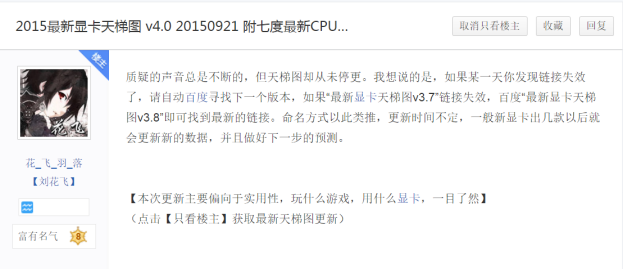 2015最新显卡天梯图 v4.0 20150921 附七度最新CPU...
取消只看楼主
收藏
回复
楼主
花_飞_羽_落
【刘花飞】
富有名气 8
质疑的声音总是不断的，但天梯图却从未停更。我想说的是，如果某一天你发现链接失效
了，请自动百度寻找下一个版本，如果“最新显卡天梯图v3.7”链接失效，百度“最新显卡天梯
图v3.8”即可找到最新的链接。命名方式以此类推，更新时间不定，一般新显卡出几款以后就
会更新新的数据，并且做好下一步的预测。
【本次更新主要偏向于实用性，玩什么游戏，用什么显卡，一目了然】
（点击【只看楼主】获取最新天梯图更新）